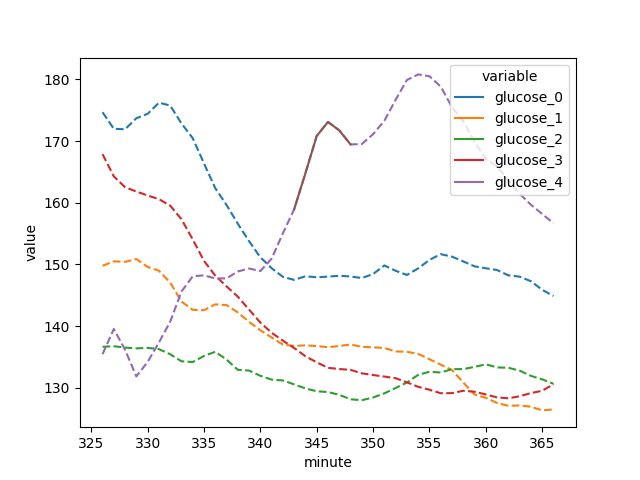 180
170
160
150
140
130
value
325
330
335
340
345
350
355
360
365
minute
variable
glucose_0
glucose_1
glucose_2
glucose_3
glucose_4